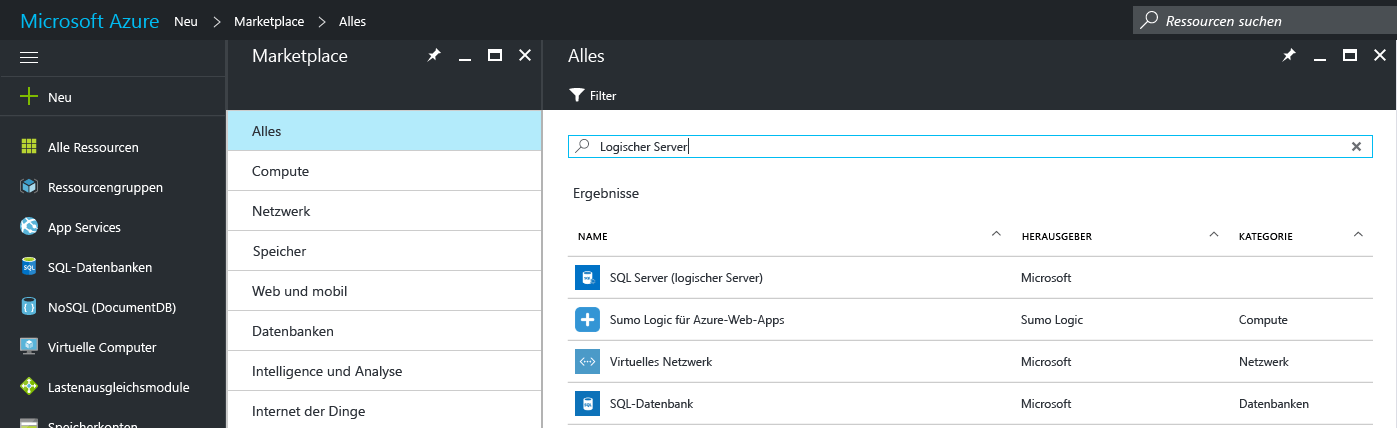 Microsoft Azure Neu > Marketplace > Alles
Ressourcen suchen
Neu
Alle Ressourcen
Ressourcengruppen
App Services
SQL-Datenbanken
NoSQL (DocumentDB)
Virtuelle Computer
Lastenausgleichsmodule
Speicherkonten
Marketplace
Alles
Compute
Netzwerk
Speicher
Web und mobil
Datenbanken
Intelligence und Analyse
Internet der Dinge
Alles
Filter
Logischer Server
Ergebnisse
NAME HERAUSGEBER KATEGORIE
SQL Server (logischer Server) Microsoft
Sumo Logic für Azure-Web-Apps Sumo Logic Compute
Virtuelles Netzwerk Microsoft Netzwerk
SQL-Datenbank Microsoft Datenbanken